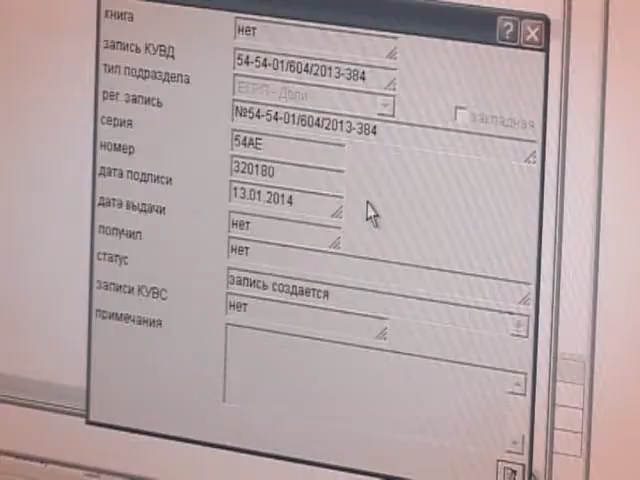 книга нет
запись КУВД 54-54-01/604/2013-384
тип подраздела ЕГРП - Доли закладная
рег. запись №54-54-01/604/2013-384
серия 54АЕ
номер 320180
дата подписи 13.01.2014
дата выдачи нет
получил нет
статус запись создается
записи КУВС нет
примечания